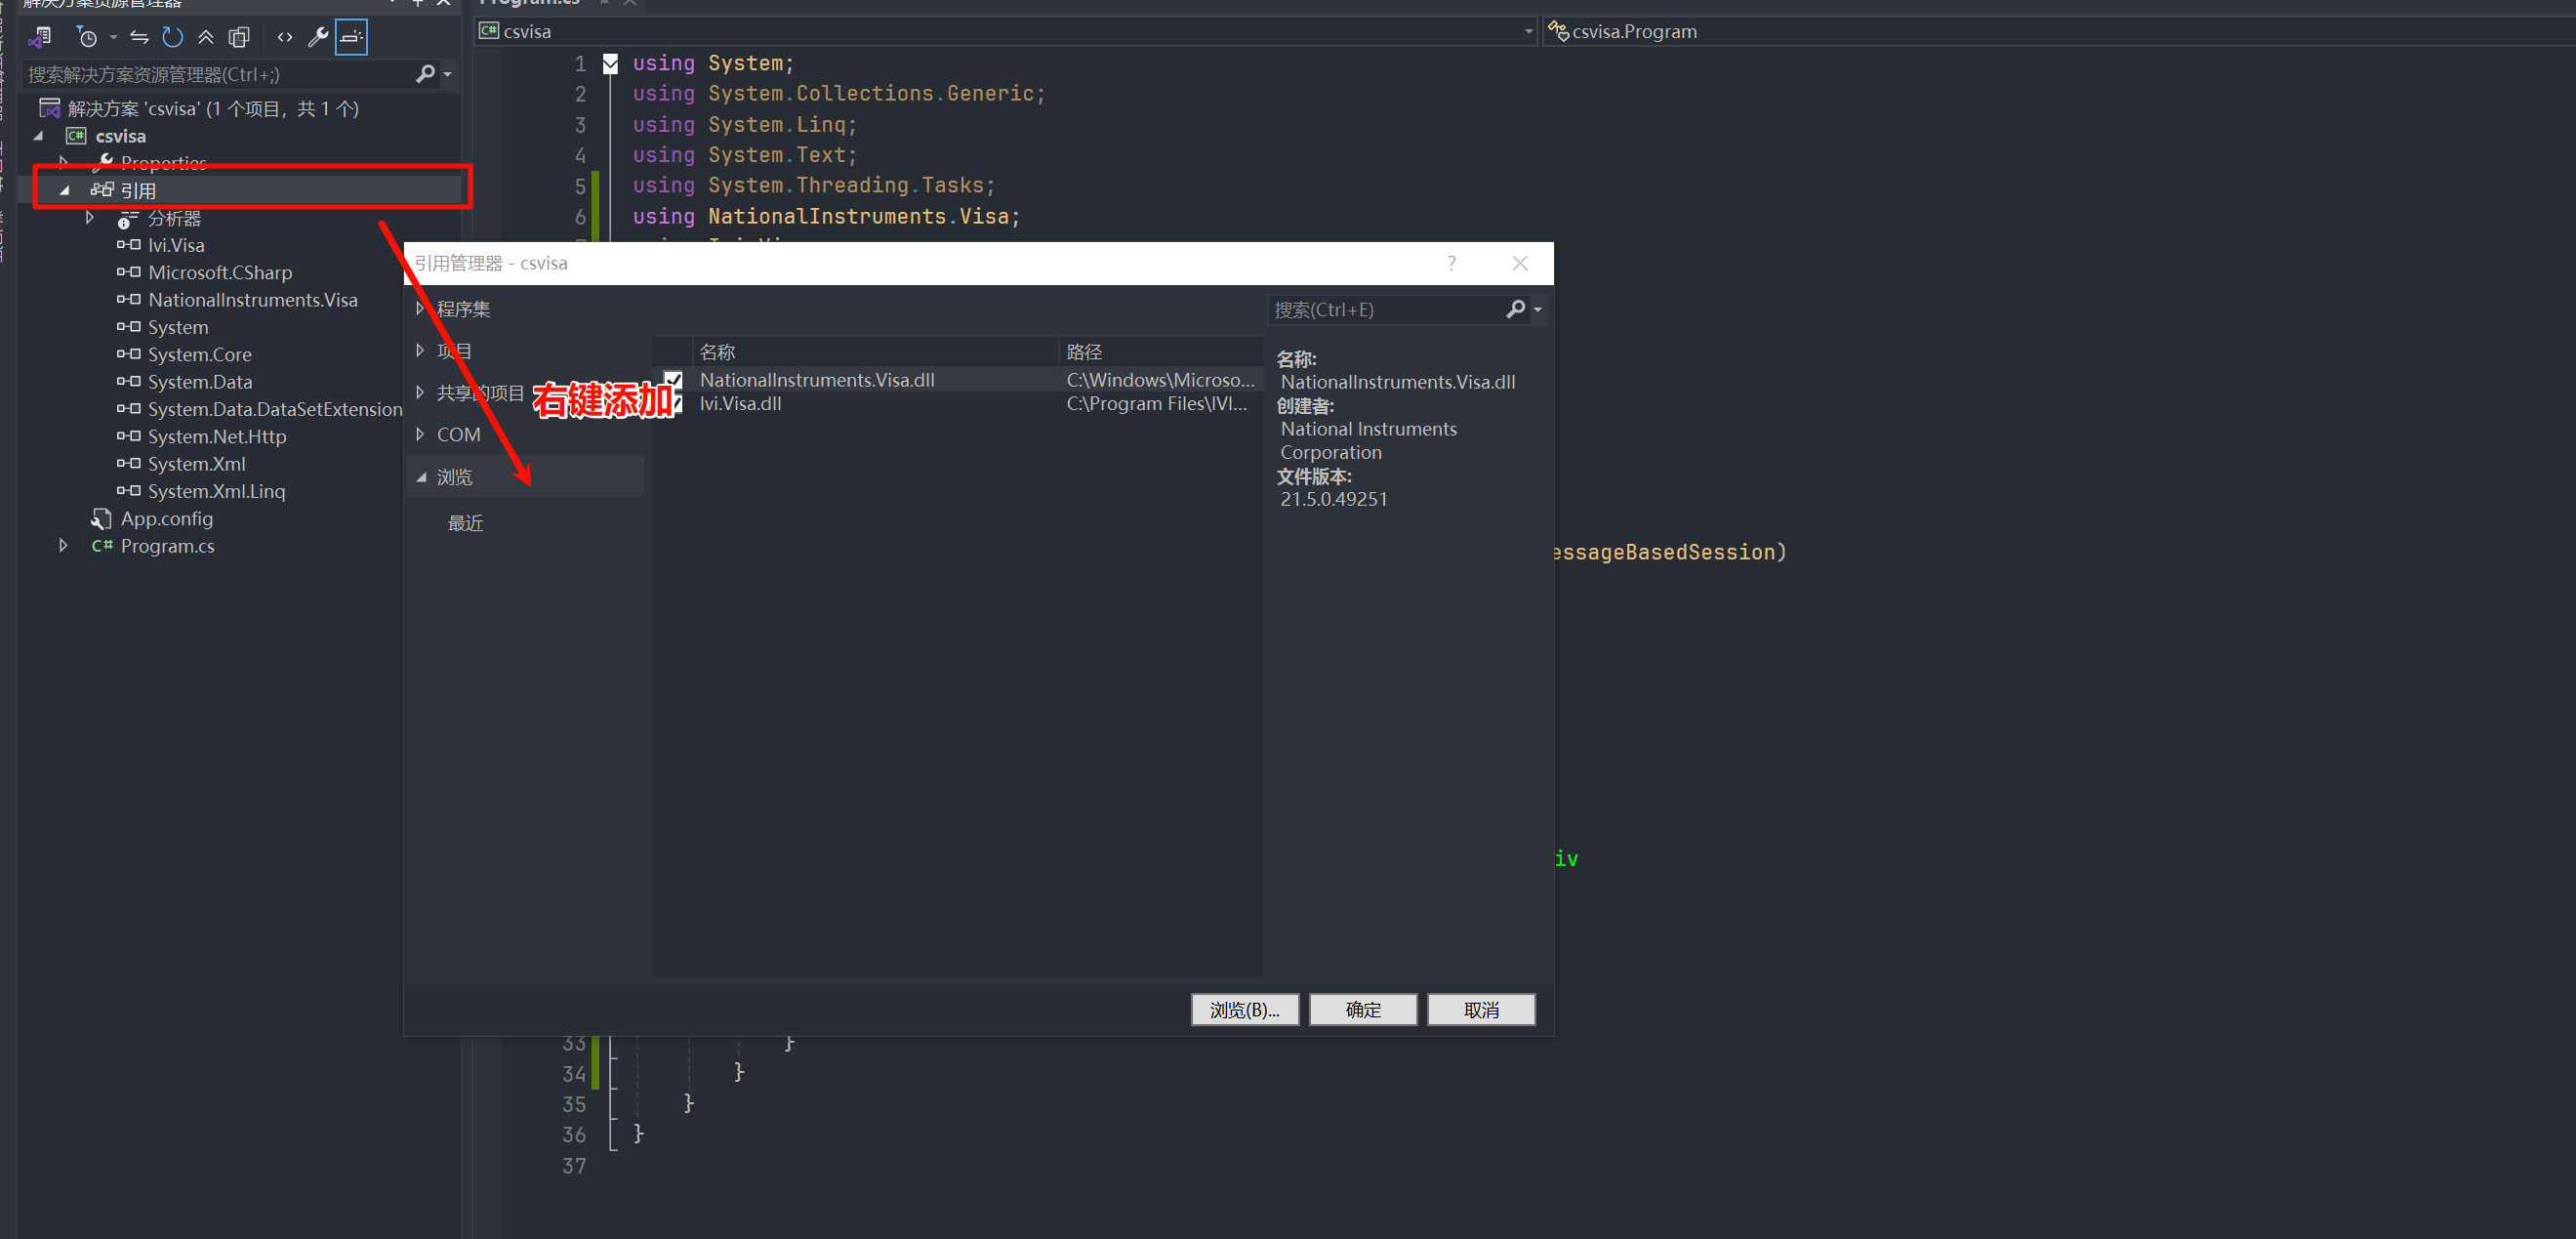 解决方案资源管理器
搜索解决方案资源管理器(Ctrl+;)
解决方案 'csvisa' (1 个项目，共 1 个)
csvisa
Properties
引用
分析器
Ivi.Visa
Microsoft.CSharp
NationalInstruments.Visa
System
System.Core
System.Data
System.Data.DataSetExtension
System.Net.Http
System.Xml
System.Xml.Linq
App.config
Program.cs
Program.cs
csvisa
csvisa.Program
1 using System;
2 using System.Collections.Generic;
3 using System.Linq;
4 using System.Text;
5 using System.Threading.Tasks;
6 using NationalInstruments.Visa;
引用管理器 - csvisa
?
程序集
项目
共享的项目
COM
浏览
最近
右键添加
名称 路径
NationalInstruments.Visa.dll C:\Windows\Microso...
Ivi.Visa.dll C:\Program Files\IVI...
搜索(Ctrl+E)
名称:
NationalInstruments.Visa.dll
创建者:
National Instruments
Corporation
文件版本:
21.5.0.49251
浏览(B)... 确定 取消
essageBasedSession)
iv
33 }
34 }
35 }
36 }
37